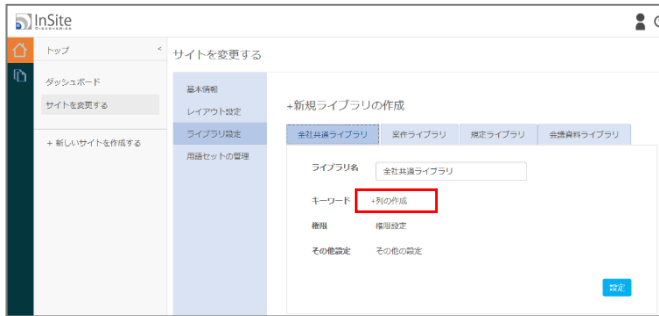 InSite
トップ
<
サイトを変更する
ダッシュボード
サイトを変更する
+ 新しいサイトを作成する
基本情報
レイアウト設定
ライブラリ設定
用語セットの管理
+新規ライブラリの作成
全社共通ライブラリ 案件ライブラリ 規定ライブラリ 会議資料ライブラリ
ライブラリ名 全社共通ライブラリ
キーワード +列の作成
権限 権限設定
その他設定 その他の設定
設定